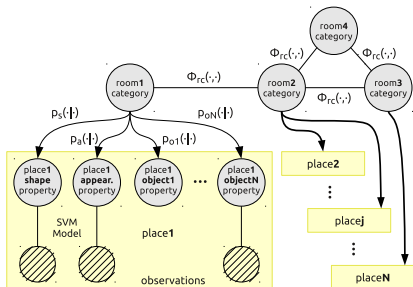 room4
category
Φrc(·,·)
Φrc(·,·)
room1
category
Φrc(·,·)
room2
category
Φrc(·,·)
room3
category
ps(·|·)
pa(·|·)
po1(·|·)
poN(·|·)
place1
shape
property
place1
appear.
property
place1
object1
property
...
place1
objectN
property
SVM
Model
place1
observations
place2
...
placej
...
placeN